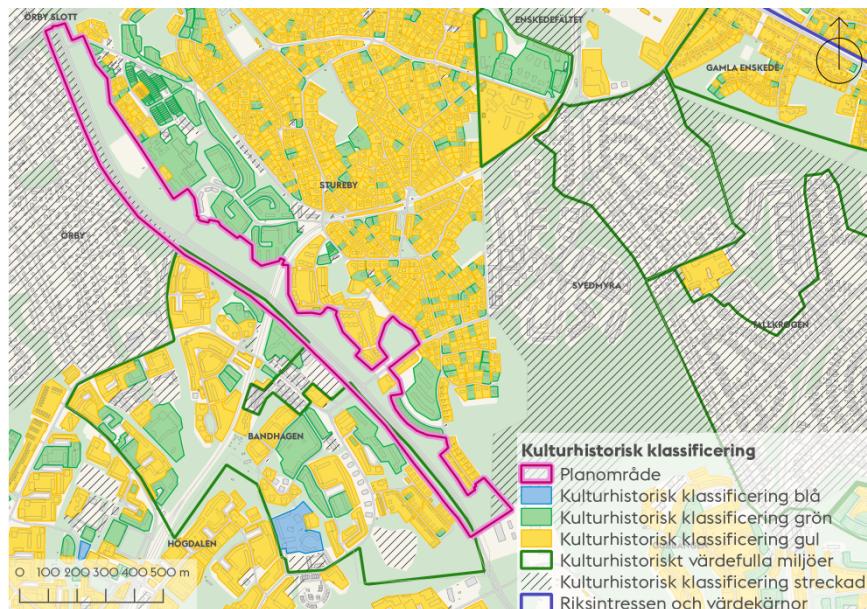 ÖRBY SLOTT
ENSKEDEFÄLTET
GAMLA ENSKEDE
STUREBY
ÖRBY
SVEDMYRA
TALLKROGEN
BANDHAGEN
HÖGDALEN
0 100 200 300 400 500 m
Kulturhistorisk klassificering
Planområde
Kulturhistorisk klassificering blå
Kulturhistorisk klassificering grön
Kulturhistorisk klassificering gul
Kulturhistoriskt värdefulla miljöer
Kulturhistorisk klassificering streckad
Riksintressen och värdekärnor